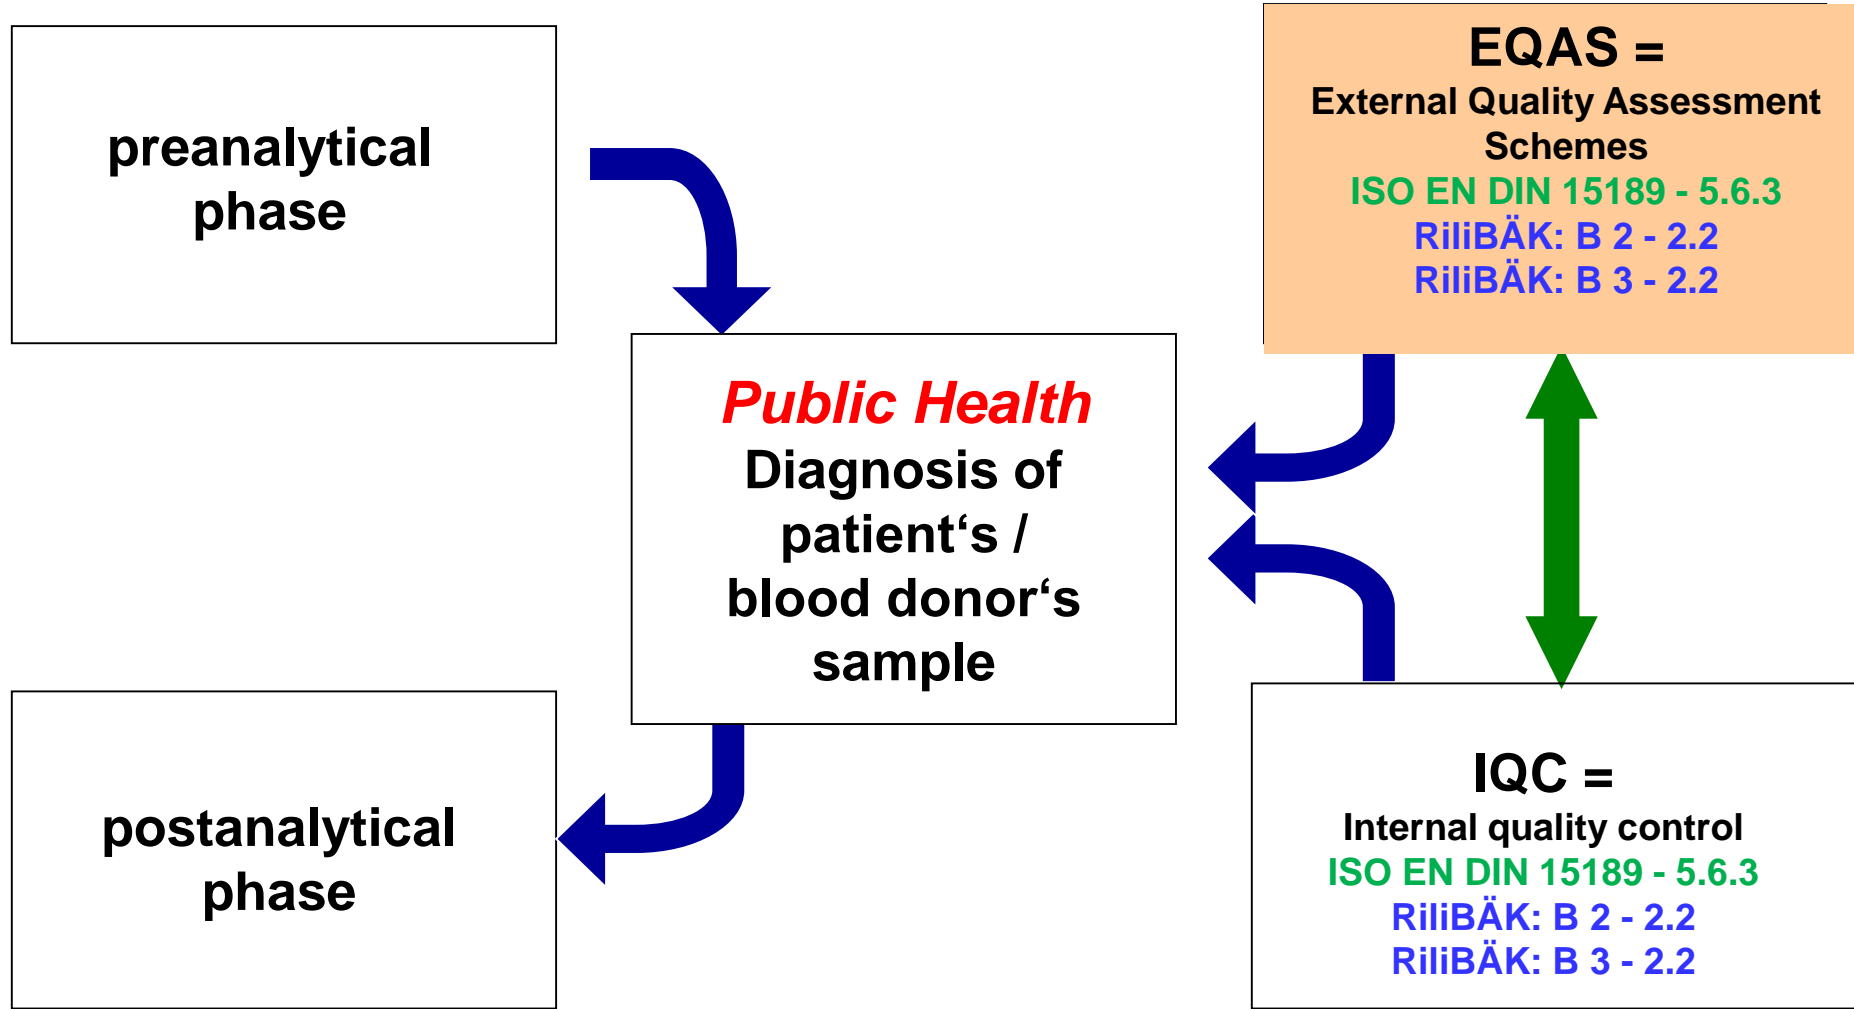 preanalytical
phase
EQAS =
External Quality Assessment
Schemes
ISO EN DIN 15189 - 5.6.3
RiliBÄK: B 2 - 2.2
RiliBÄK: B 3 - 2.2
Public Health
Diagnosis of
patient‘s /
blood donor‘s
sample
postanalytical
phase
IQC =
Internal quality control
ISO EN DIN 15189 - 5.6.3
RiliBÄK: B 2 - 2.2
RiliBÄK: B 3 - 2.2